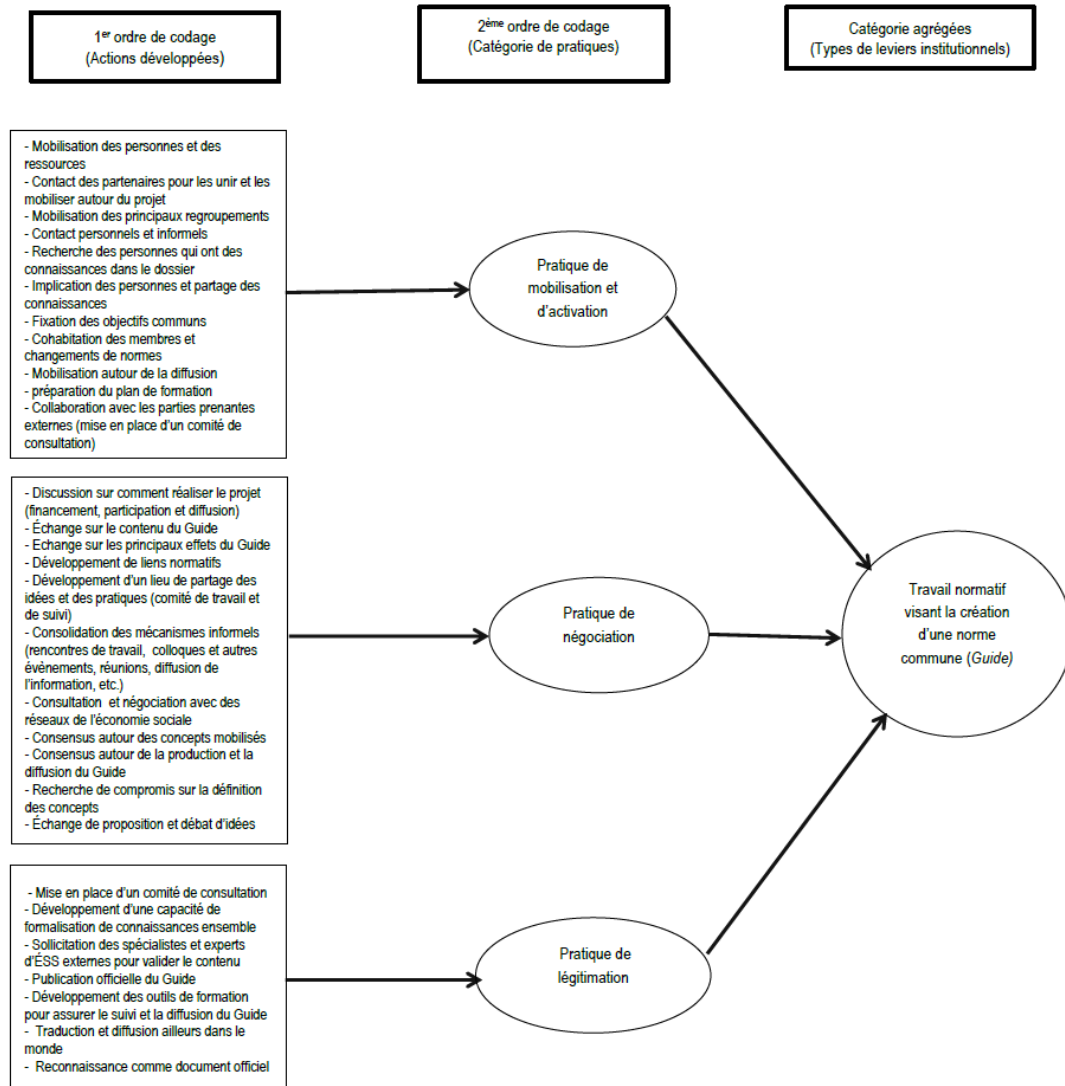 1er ordre de codage
(Actions développées)
2ème ordre de codage
(Catégorie de pratiques)
Catégorie agrégées
(Types de leviers institutionnels)
- Mobilisation des personnes et des
ressources
- Contact des partenaires pour les unir et les
mobiliser autour du projet
- Mobilisation des principaux regroupements
- Contact personnels et informels
- Recherche des personnes qui ont des
connaissances dans le dossier
- Implication des personnes et partage des
connaissances
- Fixation des objectifs communs
- Cohabitation des membres et
changements de normes
- Mobilisation autour de la diffusion
- préparation du plan de formation
- Collaboration avec les parties prenantes
externes (mise en place d'un comité de
consultation)
Pratique de
mobilisation et
d'activation
- Discussion sur comment réaliser le projet
(financement, participation et diffusion)
- Échange sur le contenu du Guide
- Echange sur les principaux effets du Guide
- Développement de liens normatifs
- Développement d'un lieu de partage des
idées et des pratiques (comité de travail et
de suivi)
- Consolidation des mécanismes informels
(rencontres de travail, colloques et autres
évènements, réunions, diffusion de
l'information, etc.)
- Consultation et négociation avec des
réseaux de l'économie sociale
- Consensus autour des concepts mobilisés
- Consensus autour de la production et la
diffusion du Guide
- Recherche de compromis sur la définition
des concepts
- Échange de proposition et débat d'idées
Pratique de
négociation
Travail normatif
visant la création
d'une norme
commune (Guide)
- Mise en place d'un comité de consultation
- Développement d'une capacité de
formalisation de connaissances ensemble
- Sollicitation des spécialistes et experts
d'ÉSS externes pour valider le contenu
- Publication officielle du Guide
- Développement des outils de formation
pour assurer le suivi et la diffusion du Guide
- Traduction et diffusion ailleurs dans le
monde
- Reconnaissance comme document officiel
Pratique de
légitimation